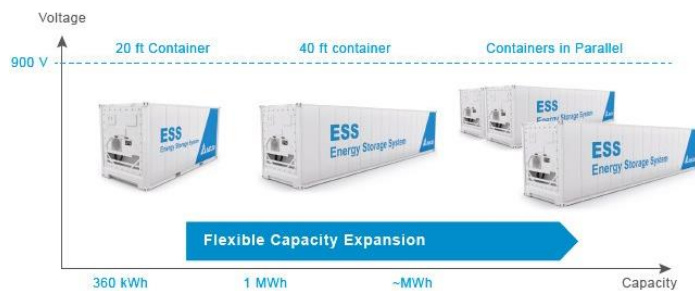 Voltage
20 ft Container
40 ft container
Containers in Parallel
900 V
ESS
Energy Storage System
ESS
Energy Storage System
ESS
ESS
Energy Storage System
Flexible Capacity Expansion
360 kWh
1 MWh
~MWh
Capacity